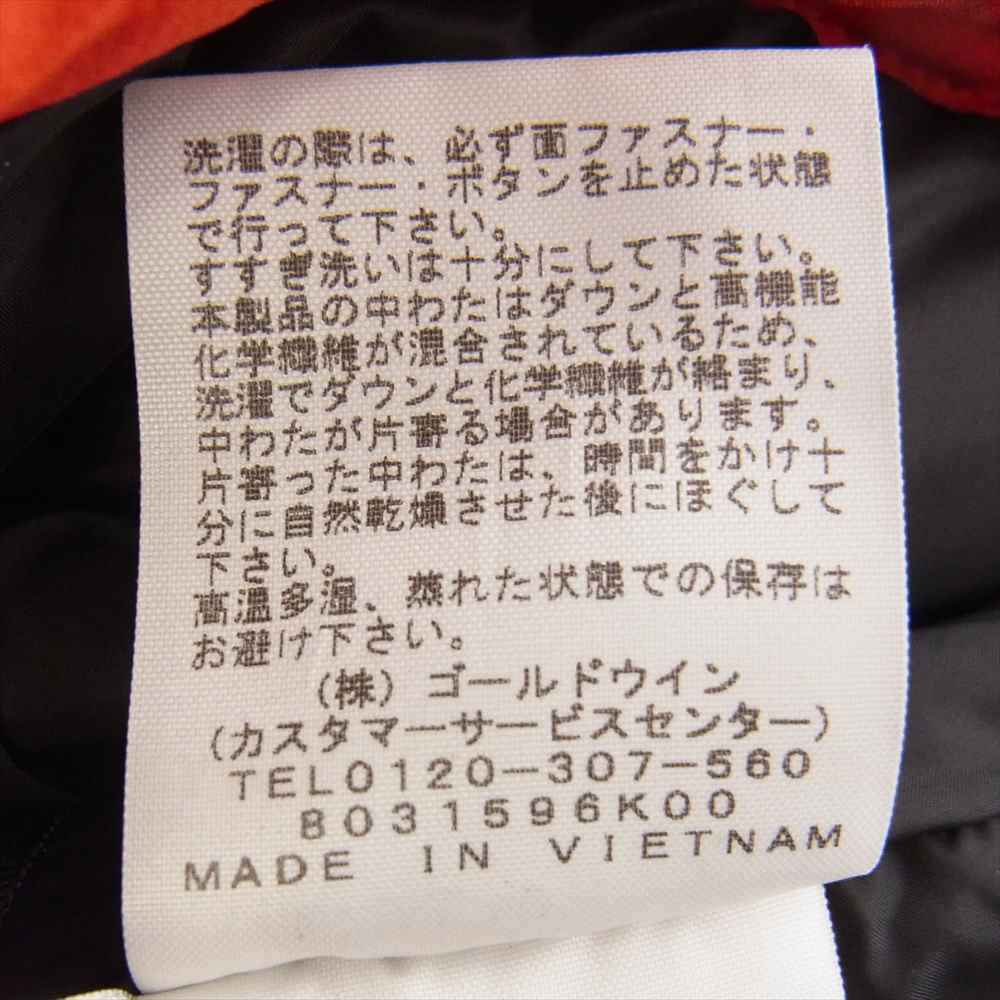 洗濯の際は、必ず面ファスナー・
ファスナー・ボタンを止めた状態
で行って下さい。
すすぎ洗いは十分にして下さい。
本製品の中わたはダウンと高機能
化学繊維が混合されているため、
洗濯でダウンと化学繊維が絡まり、
中わたが片寄る場合があります。
片寄った中わたは、時間をかけ十
分に自然乾燥させた後にほぐして
下さい。
高温多湿、蒸れた状態での保存は
お避け下さい。
(株)ゴールドウイン
(カスタマーサービスセンター)
TEL0120-307-560
8031596K00
MADE IN VIETNAM